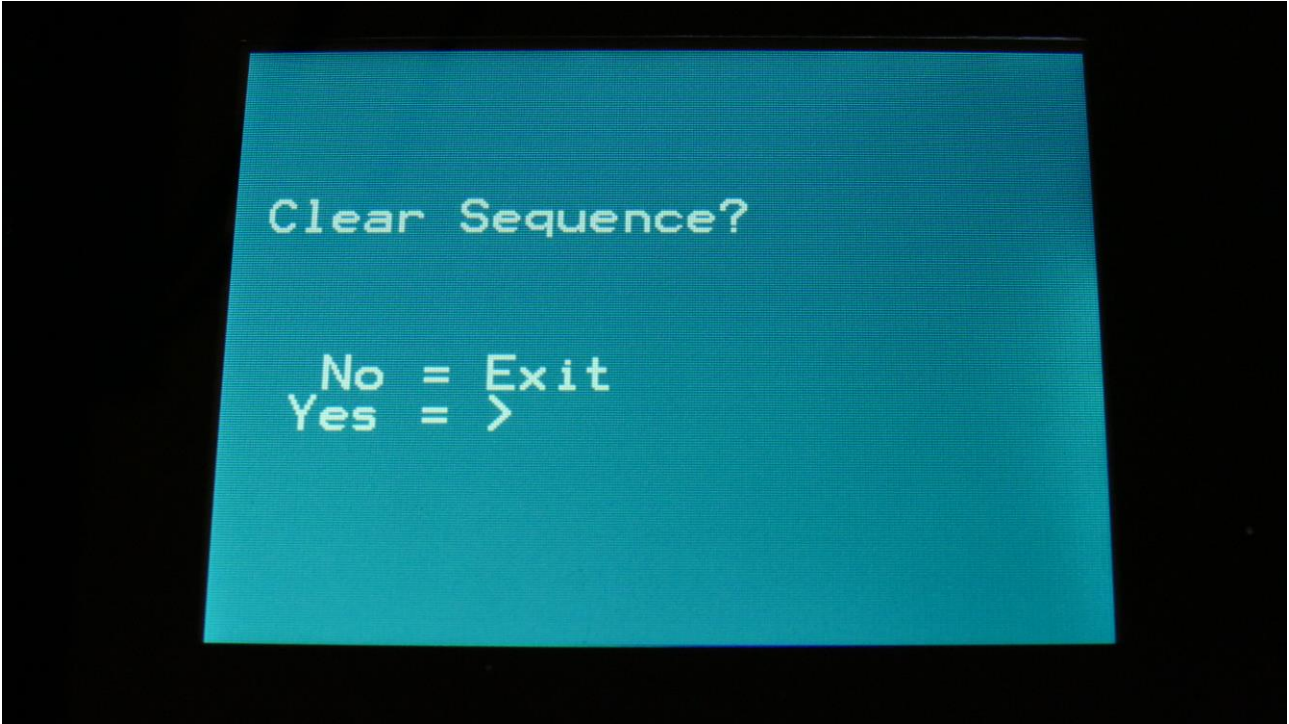 Clear Sequence?
No = Exit
Yes = >